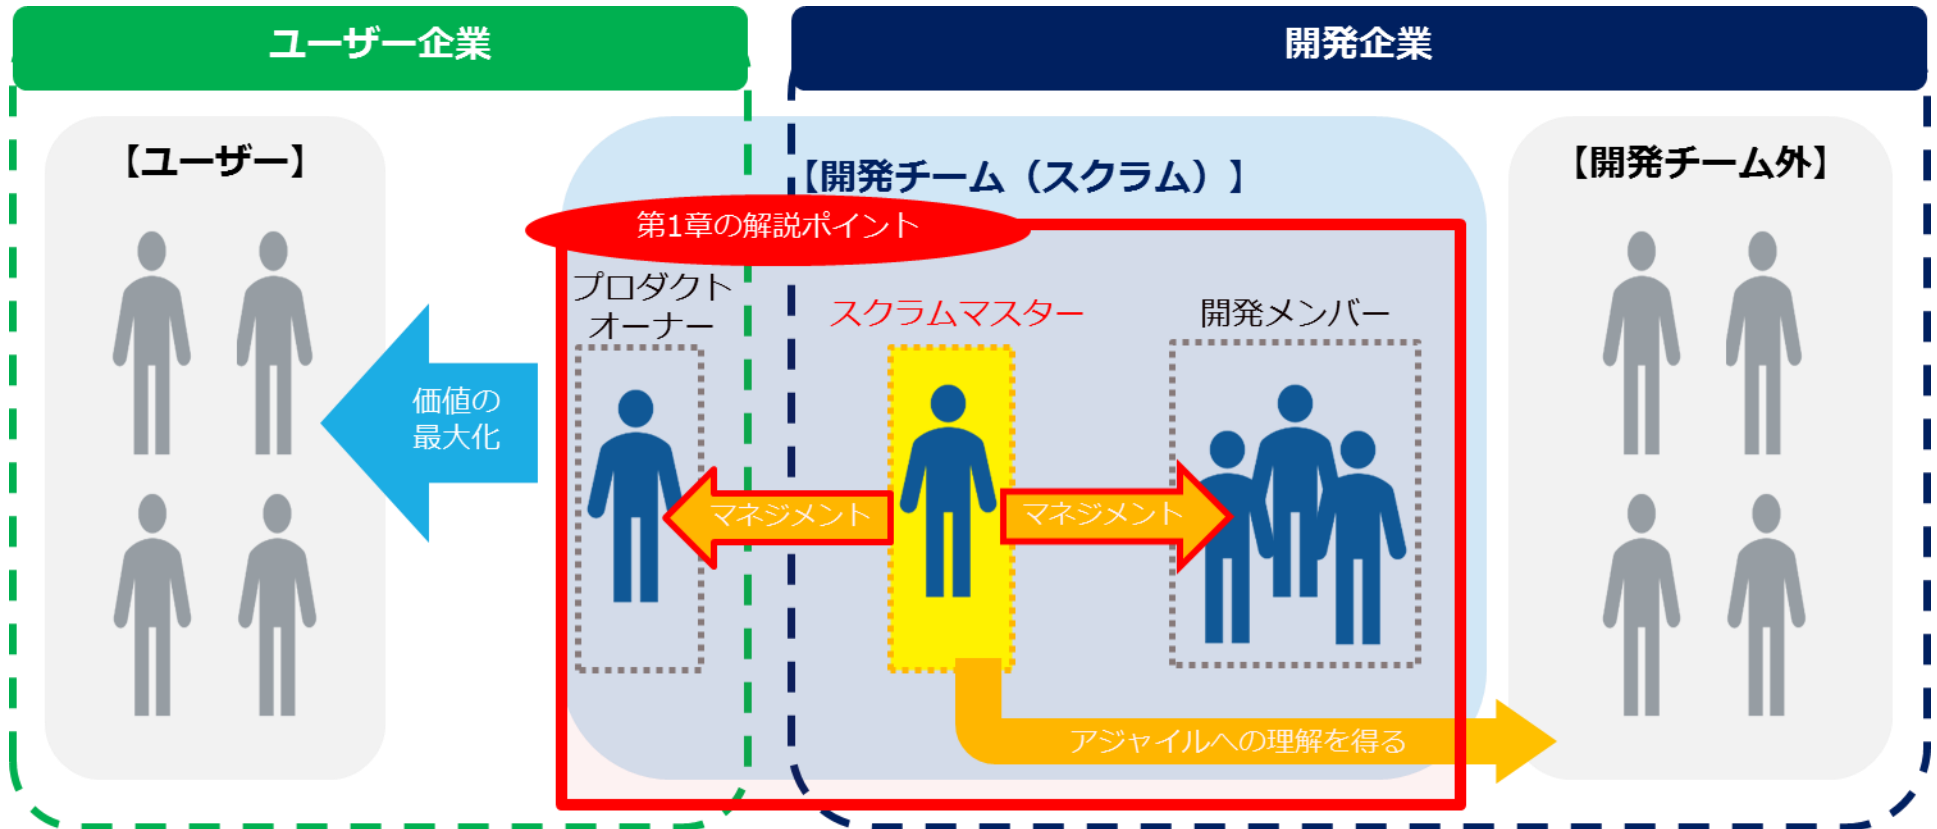 ユーザー企業
開発企業
【ユーザー】
【開発チーム（スクラム）】
【開発チーム外】
第1章の解説ポイント
プロダクト
オーナー
スクラムマスター
開発メンバー
価値の
最大化
マネジメント
マネジメント
アジャイルへの理解を得る